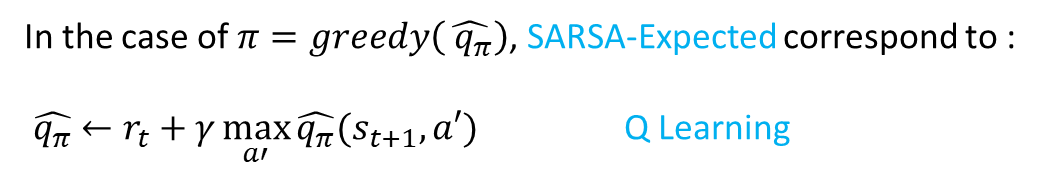 In the case of π = greedy( q̂π), SARSA-Expected correspond to :
q̂π ← rt + γ max a′ q̂π(st+1, a′) Q Learning